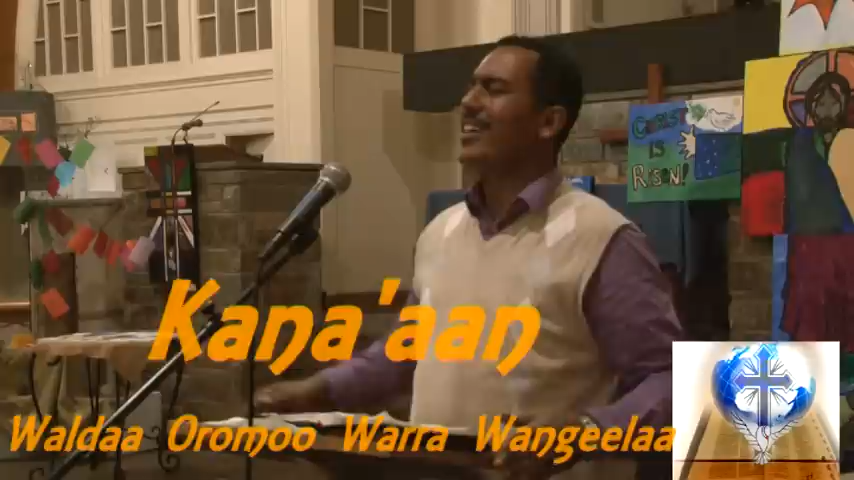 CHRIST
IS
RISEN!
Kana'aan
Waldaa Oromoo Warra Wangeelaa